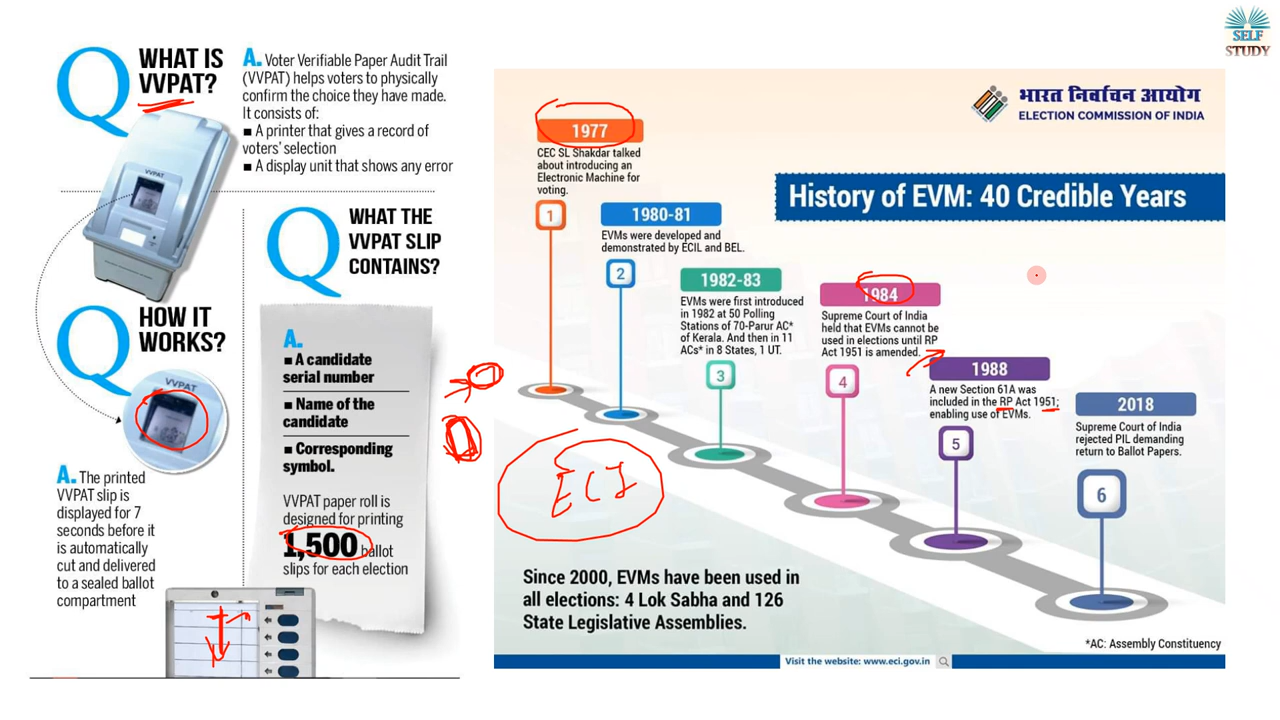 SELF
STUDY
Q WHAT IS
VVPAT?
A. Voter Verifiable Paper Audit Trail
(VVPAT) helps voters to physically
confirm the choice they have made.
It consists of:
■ A printer that gives a record of
voters' selection
■ A display unit that shows any error
VVPAT
Q HOW IT
WORKS?
VVPAT
A. The printed
VVPAT slip is
displayed for 7
seconds before it
is automatically
cut and delivered
to a sealed ballot
compartment
Q WHAT THE
VVPAT SLIP
CONTAINS?
A.
■ A candidate
serial number
■ Name of the
candidate
■ Corresponding
symbol.
VVPAT paper roll is
designed for printing
1,500 ballot
slips for each election
भारत निर्वाचन आयोग
ELECTION COMMISSION OF INDIA
History of EVM: 40 Credible Years
1977
CEC SL Shakdar talked
about introducing an
Electronic Machine for
voting.
1
1980-81
EVMs were developed and
demonstrated by ECIL and BEL.
2
1982-83
EVMs were first introduced
in 1982 at 50 Polling
Stations of 70-Parur AC*
of Kerala. And then in 11
ACs* in 8 States, 1 UT.
3
1984
Supreme Court of India
held that EVMs cannot be
used in elections until RP
Act 1951 is amended.
4
1988
A new Section 61A was
included in the RP Act 1951;
enabling use of EVMs.
5
2018
Supreme Court of India
rejected PIL demanding
return to Ballot Papers.
6
ECI
Since 2000, EVMs have been used in
all elections: 4 Lok Sabha and 126
State Legislative Assemblies.
*AC: Assembly Constituency
Visit the website: www.eci.gov.in